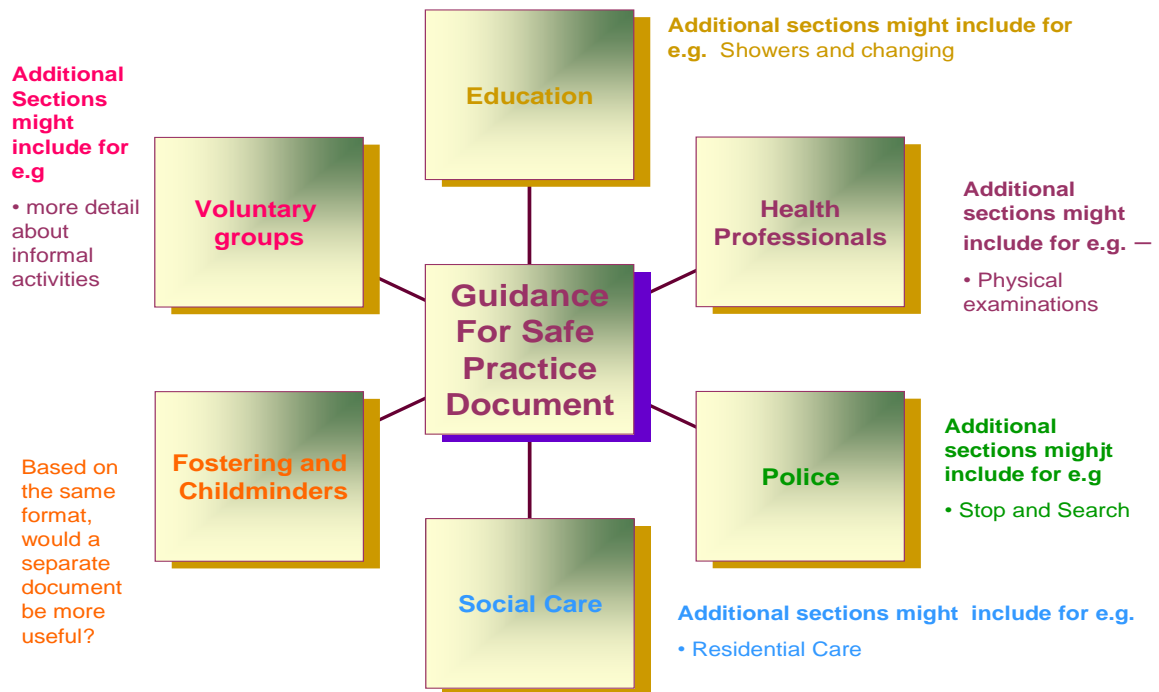 Additional sections might include for
e.g. Showers and changing
Education
Additional
Sections
might
include for
e.g
• more detail
about
informal
activities
Voluntary
groups
Health
Professionals
Additional
sections might
include for e.g. –
• Physical
examinations
Guidance
For Safe
Practice
Document
Based on
the same
format,
would a
separate
document
be more
useful?
Fostering and
Childminders
Police
Additional
sections mighjt
include for e.g
• Stop and Search
Social Care
Additional sections might include for e.g.
• Residential Care